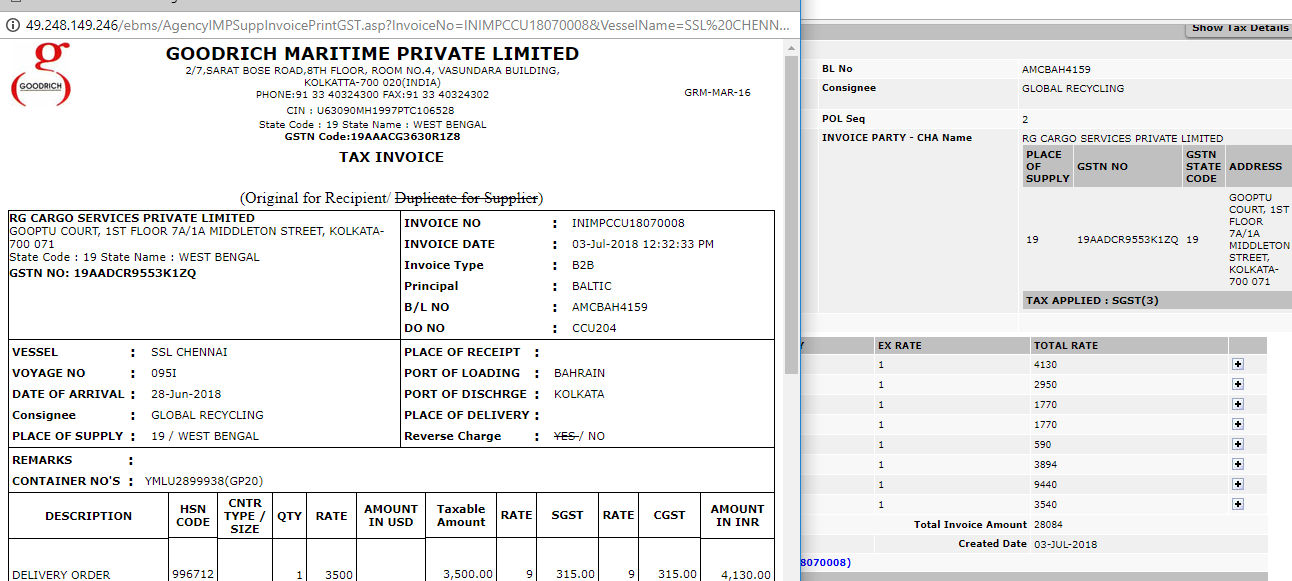 49.248.149.246/ebms/AgencyIMPSuppInvoicePrintGST.asp?InvoiceNo=INIMPCCU18070008&VesselName=SSL%20CHENN...
GOODRICH
GOODRICH MARITIME PRIVATE LIMITED
2/7,SARAT BOSE ROAD,8TH FLOOR, ROOM NO.4, VASUNDARA BUILDING,
KOLKATTA-700 020(INDIA)
PHONE:91 33 40324300 FAX:91 33 40324302
GRM-MAR-16
CIN : U63090MH1997PTC106528
State Code : 19 State Name : WEST BENGAL
GSTN Code:19AAACG3630R1Z8
TAX INVOICE
(Original for Recipient/ Duplicate for Supplier)
RG CARGO SERVICES PRIVATE LIMITED
GOOPTU COURT, 1ST FLOOR 7A/1A MIDDLETON STREET, KOLKATA-
700 071
State Code : 19 State Name : WEST BENGAL
GSTN NO: 19AADCR9553K1ZQ
INVOICE NO : INIMPCCU18070008
INVOICE DATE : 03-Jul-2018 12:32:33 PM
Invoice Type : B2B
Principal : BALTIC
B/L NO : AMCBAH4159
DO NO : CCU204
VESSEL : SSL CHENNAI
VOYAGE NO : 095I
DATE OF ARRIVAL : 28-Jun-2018
Consignee : GLOBAL RECYCLING
PLACE OF SUPPLY : 19 / WEST BENGAL
PLACE OF RECEIPT :
PORT OF LOADING : BAHRAIN
PORT OF DISCHRGE : KOLKATA
PLACE OF DELIVERY :
Reverse Charge : YES / NO
REMARKS :
CONTAINER NO'S : YMLU2899938(GP20)
DESCRIPTION HSN CODE CNTR TYPE / SIZE QTY RATE AMOUNT IN USD Taxable Amount RATE SGST RATE CGST AMOUNT IN INR
DELIVERY ORDER 996712 1 3500 3,500.00 9 315.00 9 315.00 4,130.00
Show Tax Details
BL No AMCBAH4159
Consignee GLOBAL RECYCLING
POL Seq 2
INVOICE PARTY - CHA Name RG CARGO SERVICES PRIVATE LIMITED
PLACE OF SUPPLY GSTN NO GSTN STATE CODE ADDRESS
19 19AADCR9553K1ZQ 19
GOOPTU
COURT, 1ST
FLOOR
7A/1A
MIDDLETON
STREET,
KOLKATA-
700 071
TAX APPLIED : SGST(3)
EX RATE TOTAL RATE
1 4130
1 2950
1 1770
1 1770
1 590
1 3894
1 9440
1 3540
Total Invoice Amount 28084
Created Date 03-JUL-2018
8070008)